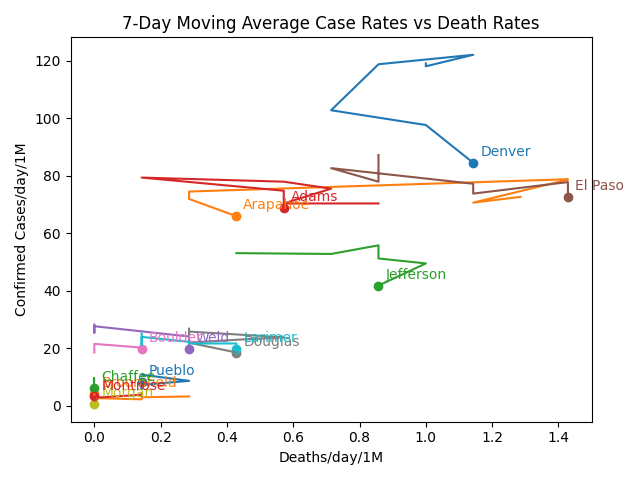 7-Day Moving Average Case Rates vs Death Rates
120
100
80
60
40
20
0
Confirmed Cases/day/1M
Denver
El Paso
Adams
Arapahoe
Jefferson
Boulder
Weld
Larimer
Douglas
Pueblo
Chaffee
Montrose
0.0 0.2 0.4 0.6 0.8 1.0 1.2 1.4
Deaths/day/1M